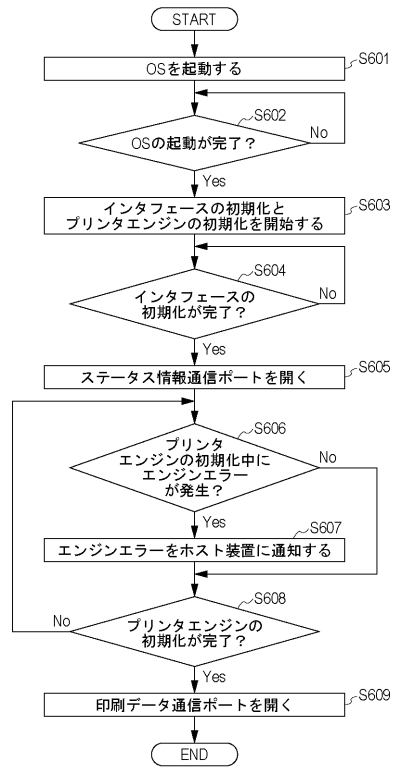 START
OSを起動する
S601
S602
OSの起動が完了？
No
Yes
インタフェースの初期化と
プリンタエンジンの初期化を開始する
S603
S604
インタフェースの
初期化が完了？
No
Yes
ステータス情報通信ポートを開く
S605
S606
プリンタ
エンジンの初期化中に
エンジンエラー
が発生？
No
Yes
S607
エンジンエラーをホスト装置に通知する
S608
No
プリンタエンジンの
初期化が完了？
Yes
印刷データ通信ポートを開く
S609
END